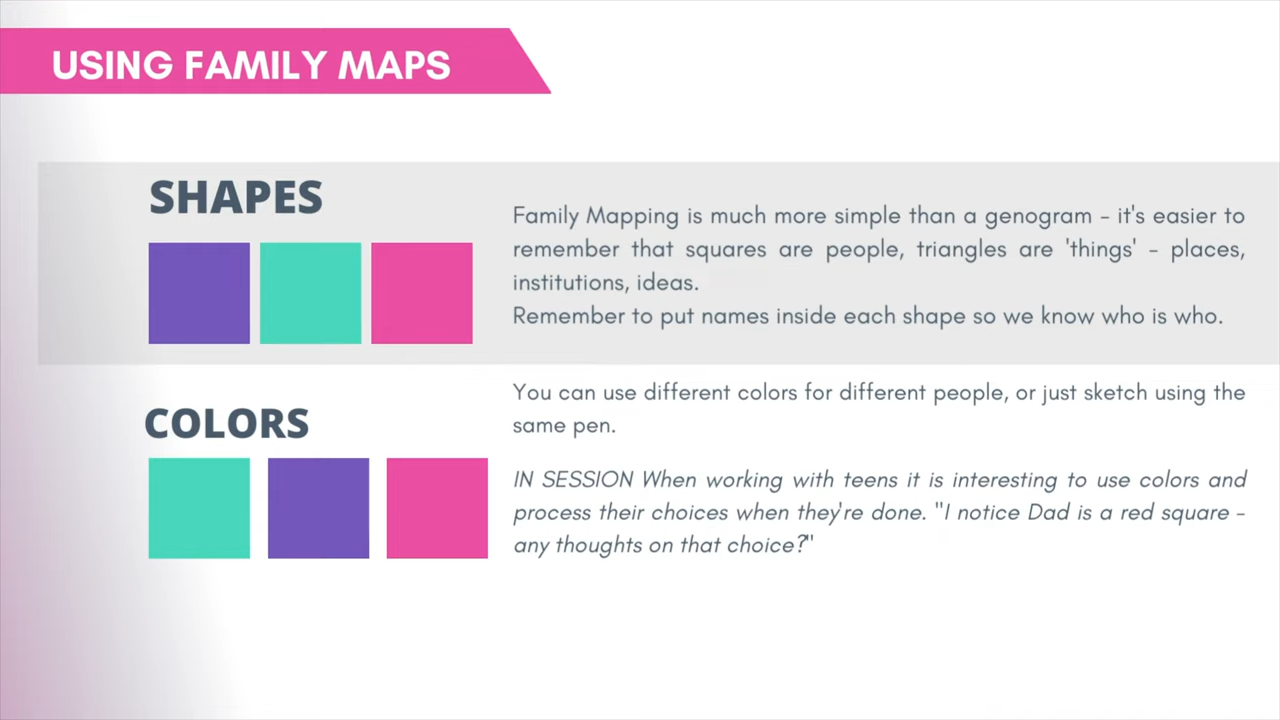 USING FAMILY MAPS
SHAPES
Family Mapping is much more simple than a genogram - it's easier to
remember that squares are people, triangles are 'things' - places,
institutions, ideas.
Remember to put names inside each shape so we know who is who.
COLORS
You can use different colors for different people, or just sketch using the
same pen.
IN SESSION When working with teens it is interesting to use colors and
process their choices when they're done. "I notice Dad is a red square -
any thoughts on that choice?"